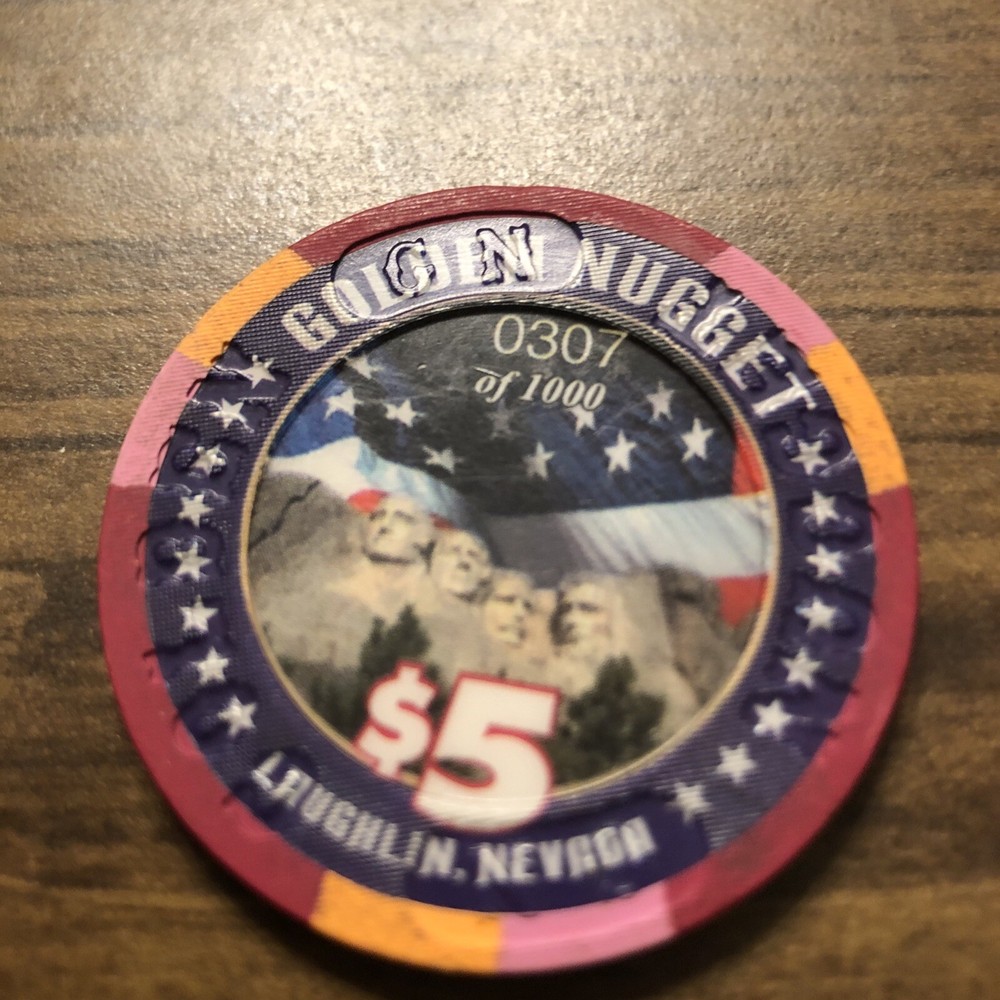 GOLDEN NUGGET
G N
0307
of 1000
$5
LAUGHLIN, NEVADA